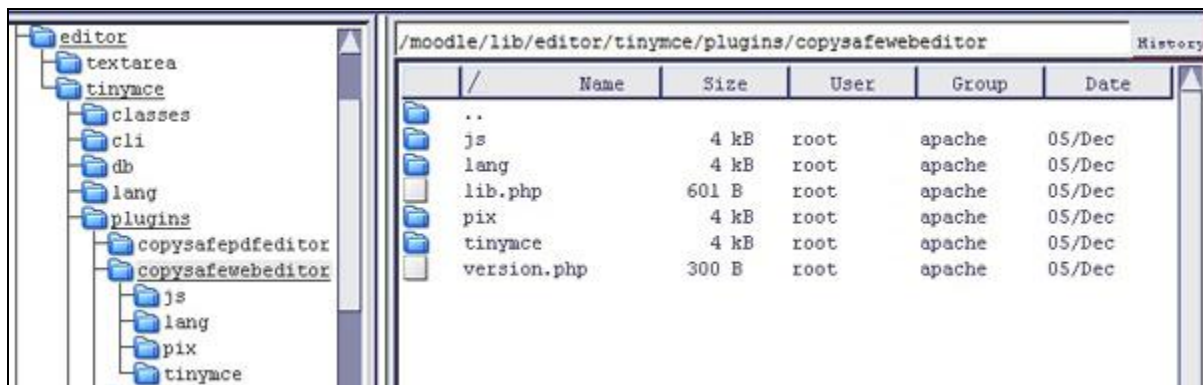 editor
textarea
tinymce
classes
cli
db
lang
plugins
copysafepdfeditor
copysafewebeditor
js
lang
pix
tinymce
/moodle/lib/editor/tinymce/plugins/copysafewebeditor History
/ Name Size User Group Date
..
js 4 kB root apache 05/Dec
lang 4 kB root apache 05/Dec
lib.php 601 B root apache 05/Dec
pix 4 kB root apache 05/Dec
tinymce 4 kB root apache 05/Dec
version.php 300 B root apache 05/Dec